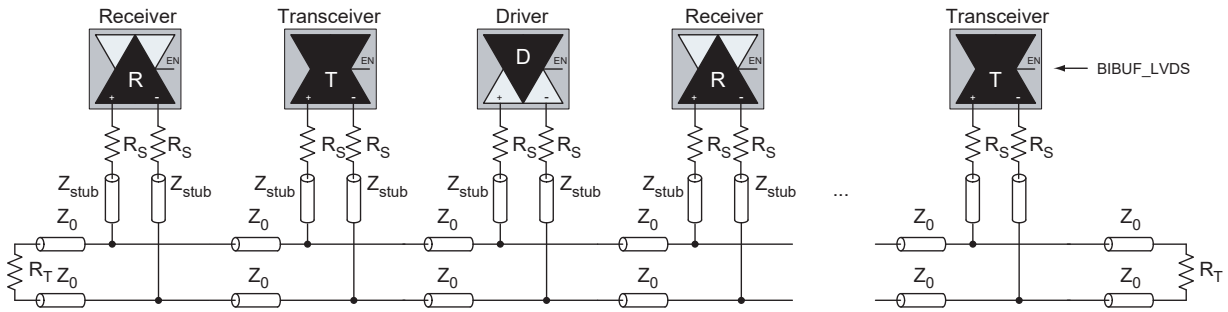 Receiver Transceiver Driver Receiver Transceiver
R EN T EN D EN R EN T EN BIBUF_LVDS
+ - + - + - + - + -
RS RS RS RS RS RS RS RS RS RS
Zstub Zstub Zstub Zstub Zstub Zstub Zstub ...
Z0 Z0 Z0 Z0 Z0 Z0
RT RT
Z0 Z0 Z0 Z0 Z0 Z0